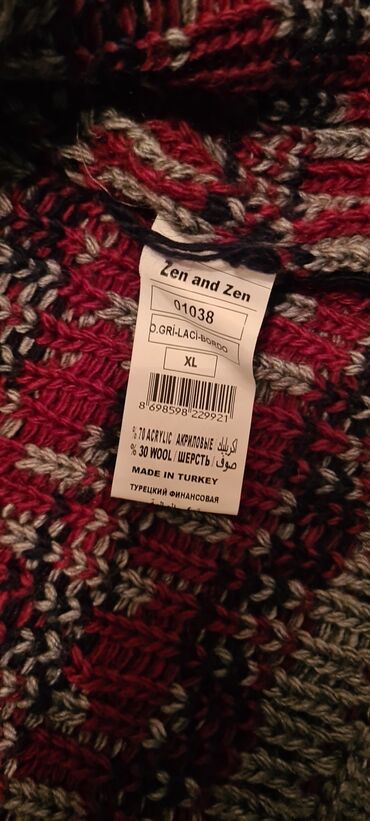 Zen and Zen
01038
O.GRİ-LACİ-BORDO
XL
8 698598 229921
% 70 ACRYLIC АКРИЛОВЫЕ اكريليك
% 30 WOOL / ШЕРСТЬ / صوف
MADE IN TURKEY
ТУРЕЦКИЙ ФИНАНСОВАЯ